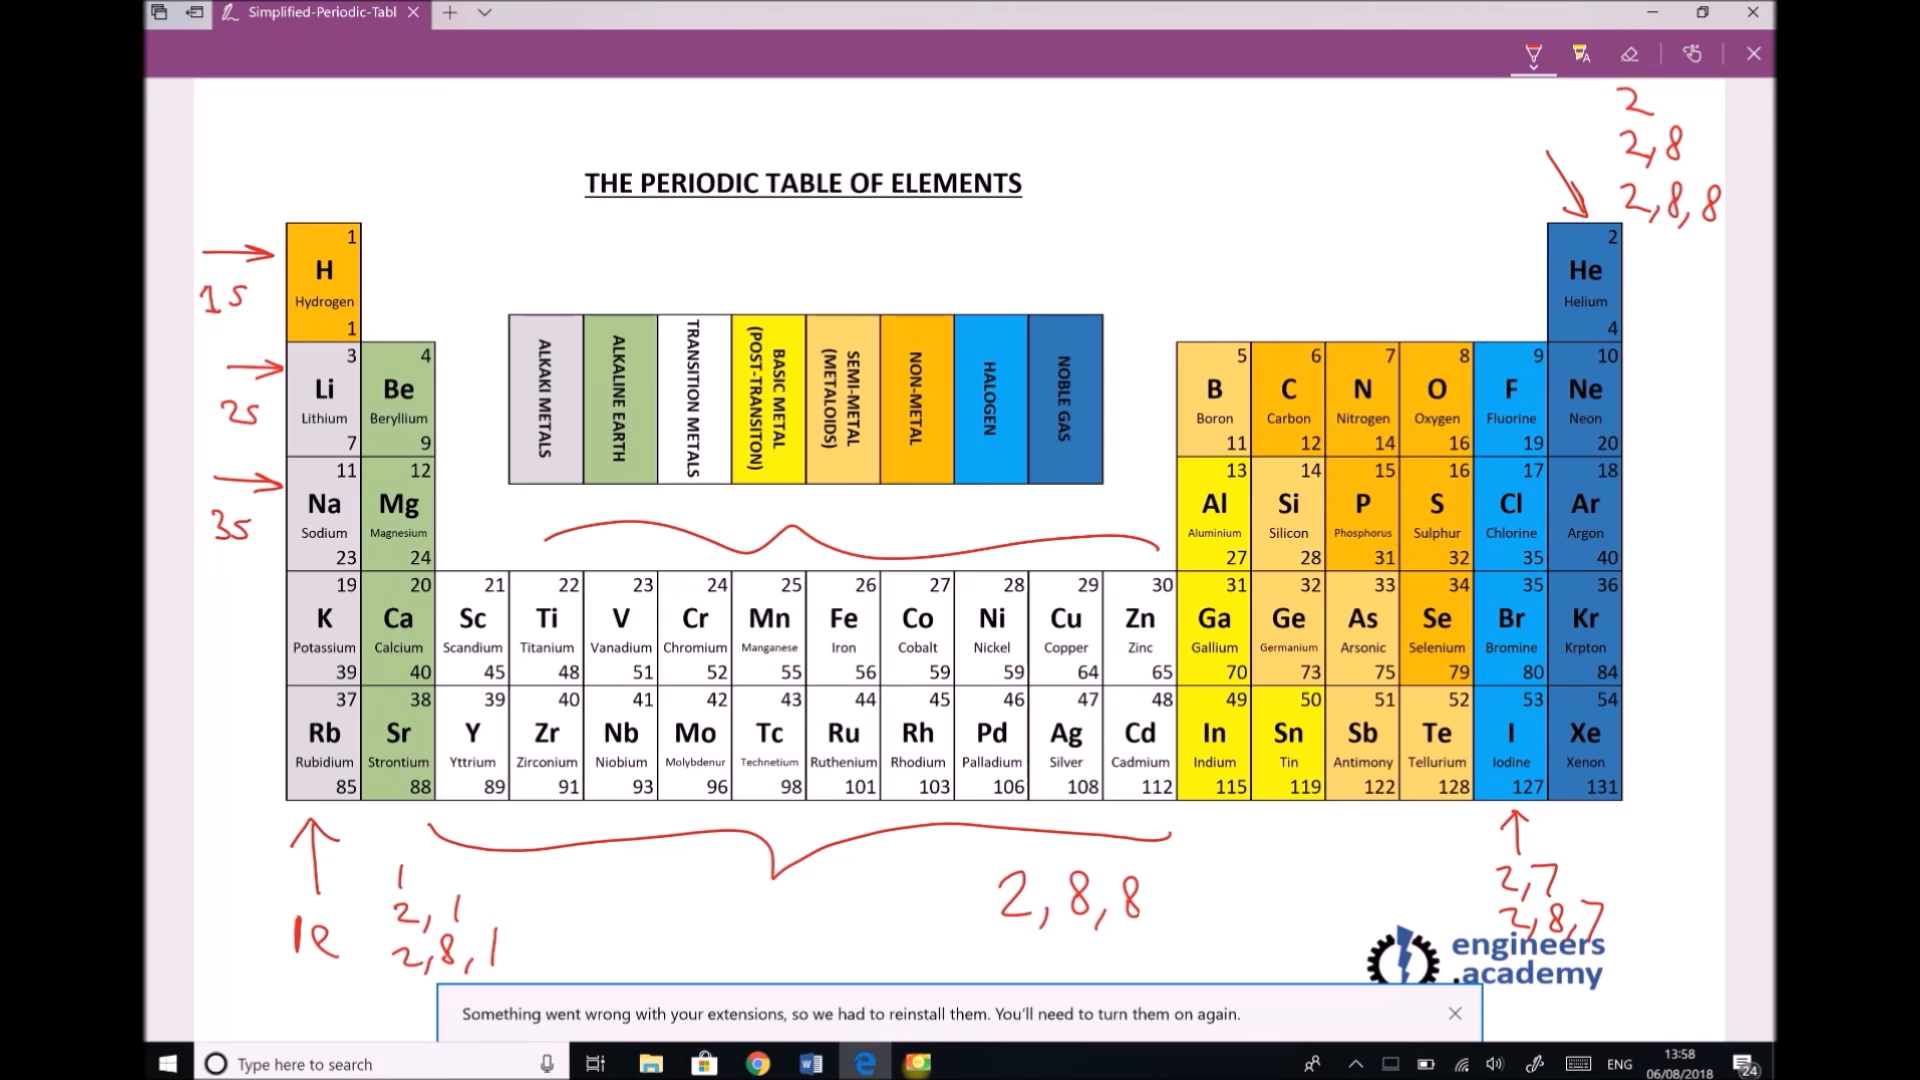 Simplified-Periodic-Tabl
2
2,8
2,8,8
THE PERIODIC TABLE OF ELEMENTS
1s
2s
3s
ALKAKI METALS
ALKALINE EARTH
TRANSITION METALS
BASIC METAL
(POST-TRANSITON)
SEMI-METAL
(METALOIDS)
NON-METAL
HALOGEN
NOBLE GAS
1 2
H He
Hydrogen Helium
1 4
3 4 5 6 7 8 9 10
Li Be B C N O F Ne
Lithium Beryllium Boron Carbon Nitrogen Oxygen Fluorine Neon
7 9 11 12 14 16 19 20
11 12 13 14 15 16 17 18
Na Mg Al Si P S Cl Ar
Sodium Magnesium Aluminium Silicon Phosphorus Sulphur Chlorine Argon
23 24 27 28 31 32 35 40
19 20 21 22 23 24 25 26 27 28 29 30 31 32 33 34 35 36
K Ca Sc Ti V Cr Mn Fe Co Ni Cu Zn Ga Ge As Se Br Kr
Potassium Calcium Scandium Titanium Vanadium Chromium Manganese Iron Cobalt Nickel Copper Zinc Gallium Germanium Arsonic Selenium Bromine Krpton
39 40 45 48 51 52 55 56 59 59 64 65 70 73 75 79 80 84
37 38 39 40 41 42 43 44 45 46 47 48 49 50 51 52 53 54
Rb Sr Y Zr Nb Mo Tc Ru Rh Pd Ag Cd In Sn Sb Te I Xe
Rubidium Strontium Yttrium Zirconium Niobium Molybdenur Technetium Ruthenium Rhodium Palladium Silver Cadmium Indium Tin Antimony Tellurium Iodine Xenon
85 88 89 91 93 96 98 101 103 106 108 112 115 119 122 128 127 131
1e
1
2,1
2,8,1
2,8,8
2,7
2,8,7
engineers
.academy
Something went wrong with your extensions, so we had to reinstall them. You'll need to turn them on again.
Type here to search
ENG
13:58
06/08/2018
24